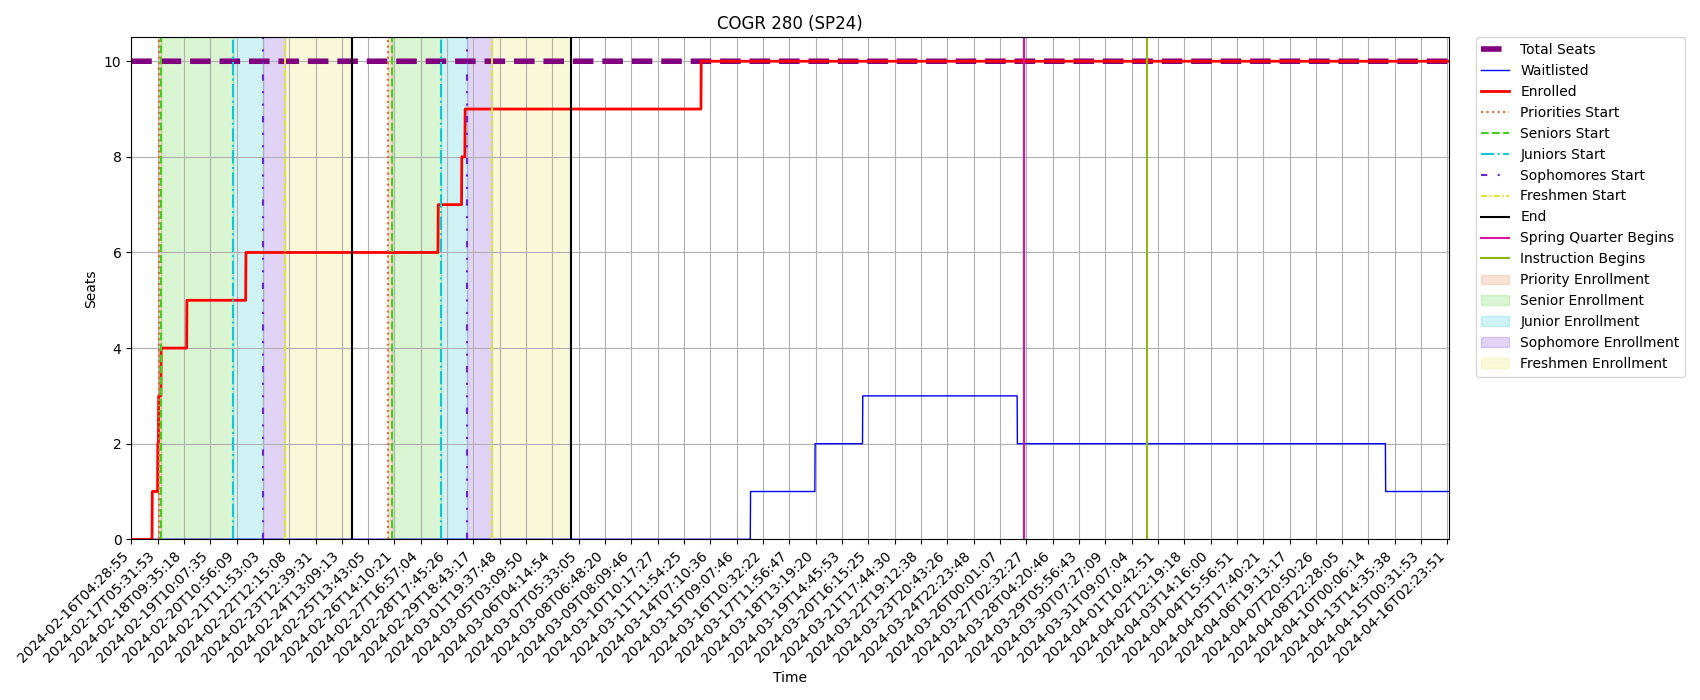 COGR 280 (SP24)
Seats
10
8
6
4
2
0
2024-02-16T04:28:55
2024-02-17T05:31:53
2024-02-18T09:35:18
2024-02-19T10:07:35
2024-02-20T10:56:09
2024-02-21T11:53:03
2024-02-22T12:15:08
2024-02-23T12:39:31
2024-02-24T13:09:13
2024-02-25T13:43:05
2024-02-26T14:10:21
2024-02-27T16:57:04
2024-02-28T17:45:26
2024-02-29T18:43:17
2024-03-01T19:37:48
2024-03-05T03:09:50
2024-03-06T04:14:54
2024-03-07T05:33:05
2024-03-08T06:48:20
2024-03-09T08:09:46
2024-03-10T10:17:27
2024-03-11T11:54:25
2024-03-14T07:10:36
2024-03-15T09:07:46
2024-03-16T10:32:22
2024-03-17T11:56:47
2024-03-18T13:19:20
2024-03-19T14:45:53
2024-03-20T16:15:25
2024-03-21T17:44:30
2024-03-22T19:12:38
2024-03-23T20:43:26
2024-03-24T22:23:48
2024-03-26T00:01:07
2024-03-27T02:32:27
2024-03-28T04:20:46
2024-03-29T05:56:43
2024-03-30T07:27:09
2024-03-31T09:07:04
2024-04-01T10:42:51
2024-04-02T12:19:18
2024-04-03T14:16:00
2024-04-04T15:56:51
2024-04-05T17:40:21
2024-04-06T19:13:17
2024-04-07T20:50:26
2024-04-08T22:28:05
2024-04-10T00:06:14
2024-04-13T14:35:38
2024-04-15T00:31:53
2024-04-16T02:23:51
Time
Total Seats
Waitlisted
Enrolled
Priorities Start
Seniors Start
Juniors Start
Sophomores Start
Freshmen Start
End
Spring Quarter Begins
Instruction Begins
Priority Enrollment
Senior Enrollment
Junior Enrollment
Sophomore Enrollment
Freshmen Enrollment